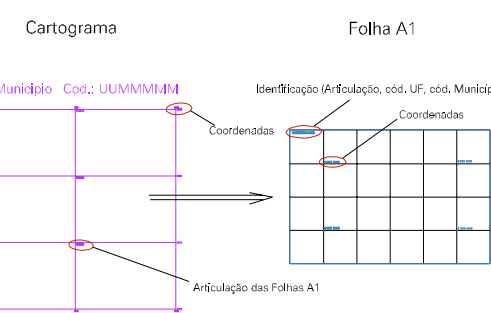 Cartograma
Folha A1
Município Cod.: UUMMMMM
Identificação (Articulação, cód. UF, cód. Municíp
Coordenadas
Coordenadas
Articulação das Folhas A1